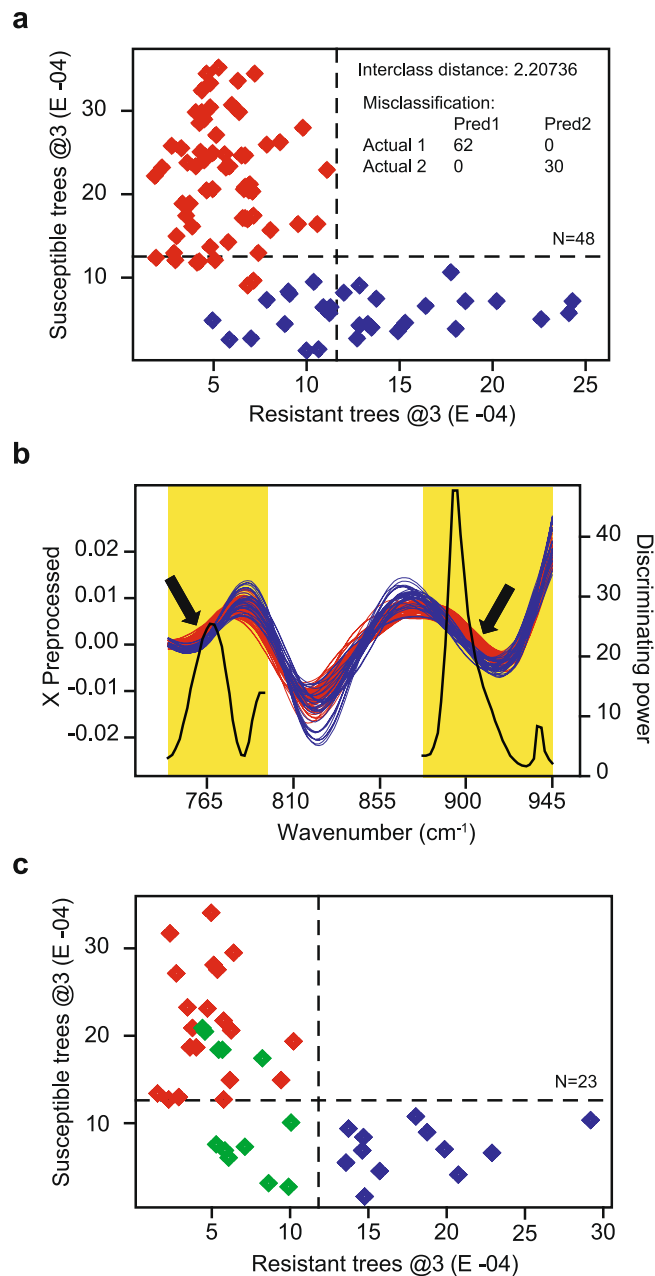 a
Susceptible trees @3 (E -04)
30
20
10
Interclass distance: 2.20736
Misclassification:
Pred1 Pred2
Actual 1 62 0
Actual 2 0 30
N=48
5 10 15 20 25
Resistant trees @3 (E -04)
b
X Preprocessed
0.02
0.01
0.00
-0.01
-0.02
Discriminating power
40
30
20
10
0
765 810 855 900 945
Wavenumber (cm⁻¹)
c
Susceptible trees @3 (E -04)
30
20
10
N=23
5 10 15 20 25 30
Resistant trees @3 (E -04)